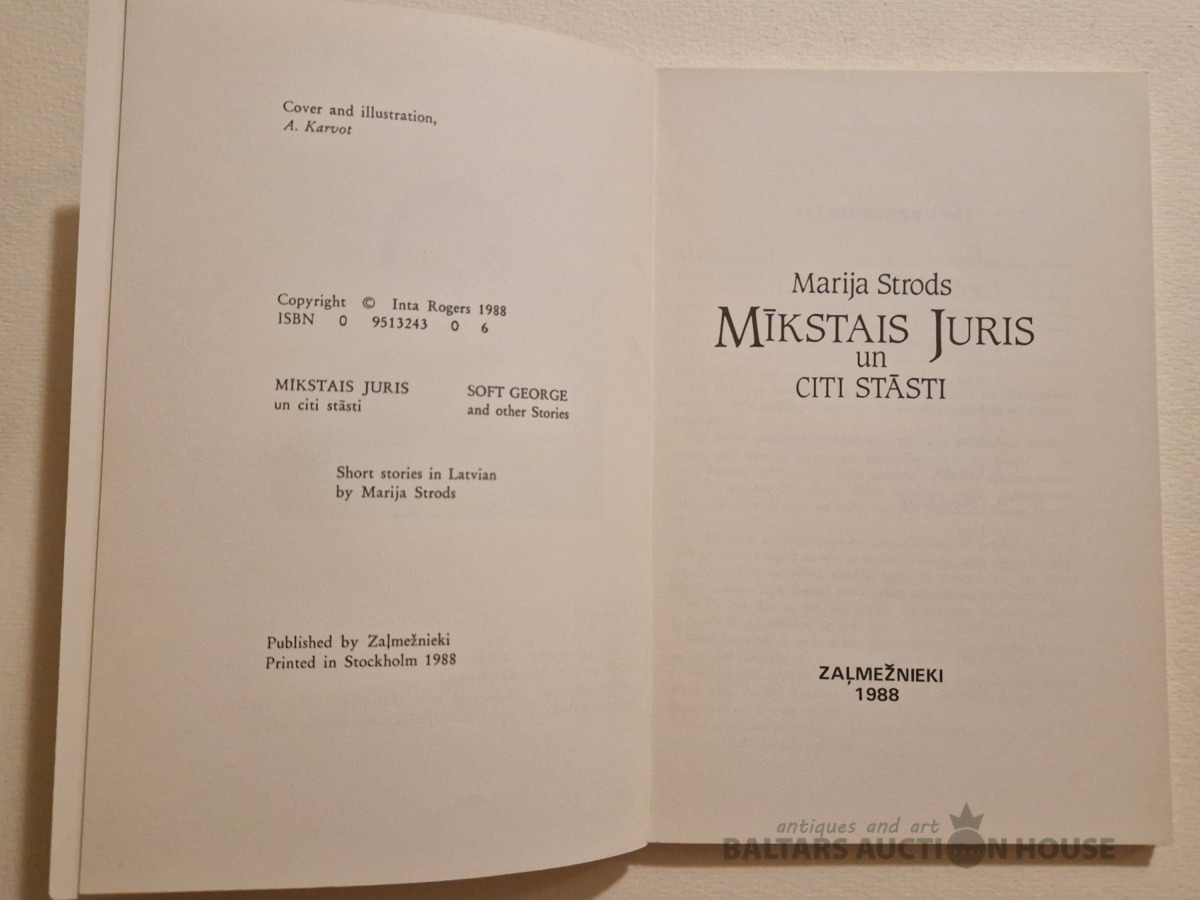 Cover and illustration,
A. Karvot
Copyright © Inta Rogers 1988
ISBN 0 9513243 0 6
MĪKSTAIS JURIS
un citi stāsti
SOFT GEORGE
and other Stories
Short stories in Latvian
by Marija Strods
Published by Zaļmežnieki
Printed in Stockholm 1988
Marija Strods
MĪKSTAIS JURIS
un
CITI STĀSTI
ZAĻMEŽNIEKI
1988
antiques and art
BALTARS AUCTION HOUSE